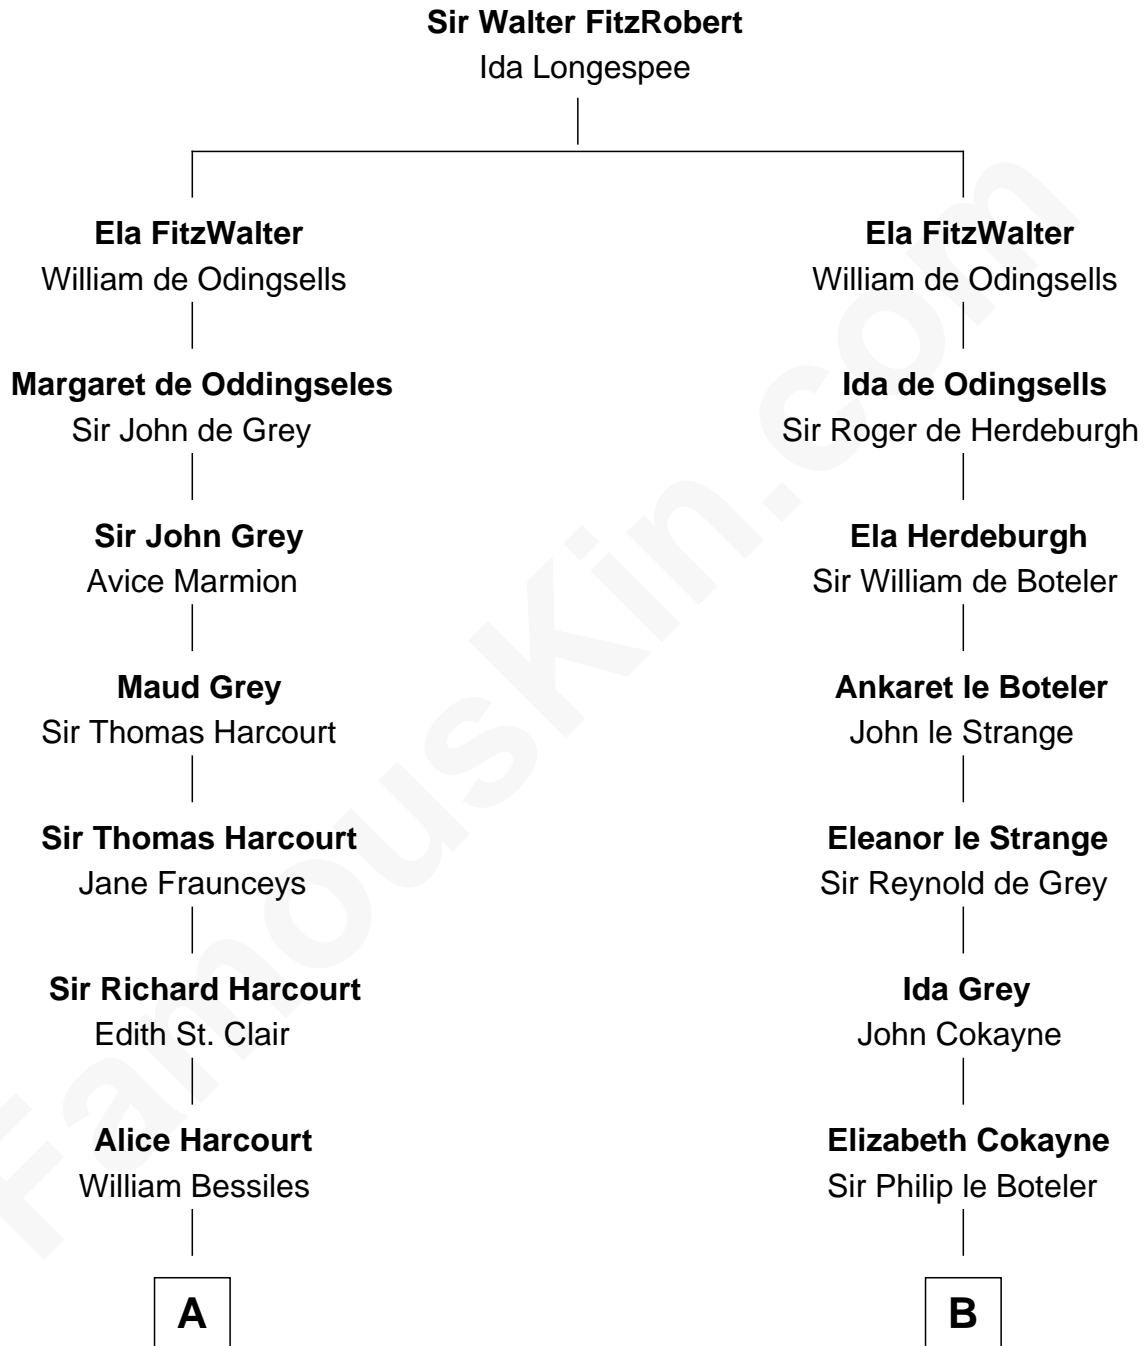 Sir Walter FitzRobert
Ida Longespee
Ela FitzWalter
William de Odingsells
Margaret de Oddingseles
Sir John de Grey
Sir John Grey
Avice Marmion
Maud Grey
Sir Thomas Harcourt
Sir Thomas Harcourt
Jane Fraunceys
Sir Richard Harcourt
Edith St. Clair
Alice Harcourt
William Bessiles
A
Ela FitzWalter
William de Odingsells
Ida de Odingsells
Sir Roger de Herdeburgh
Ela Herdeburgh
Sir William de Boteler
Ankaret le Boteler
John le Strange
Eleanor le Strange
Sir Reynold de Grey
Ida Grey
John Cokayne
Elizabeth Cokayne
Sir Philip le Boteler
B
FamousKin.com